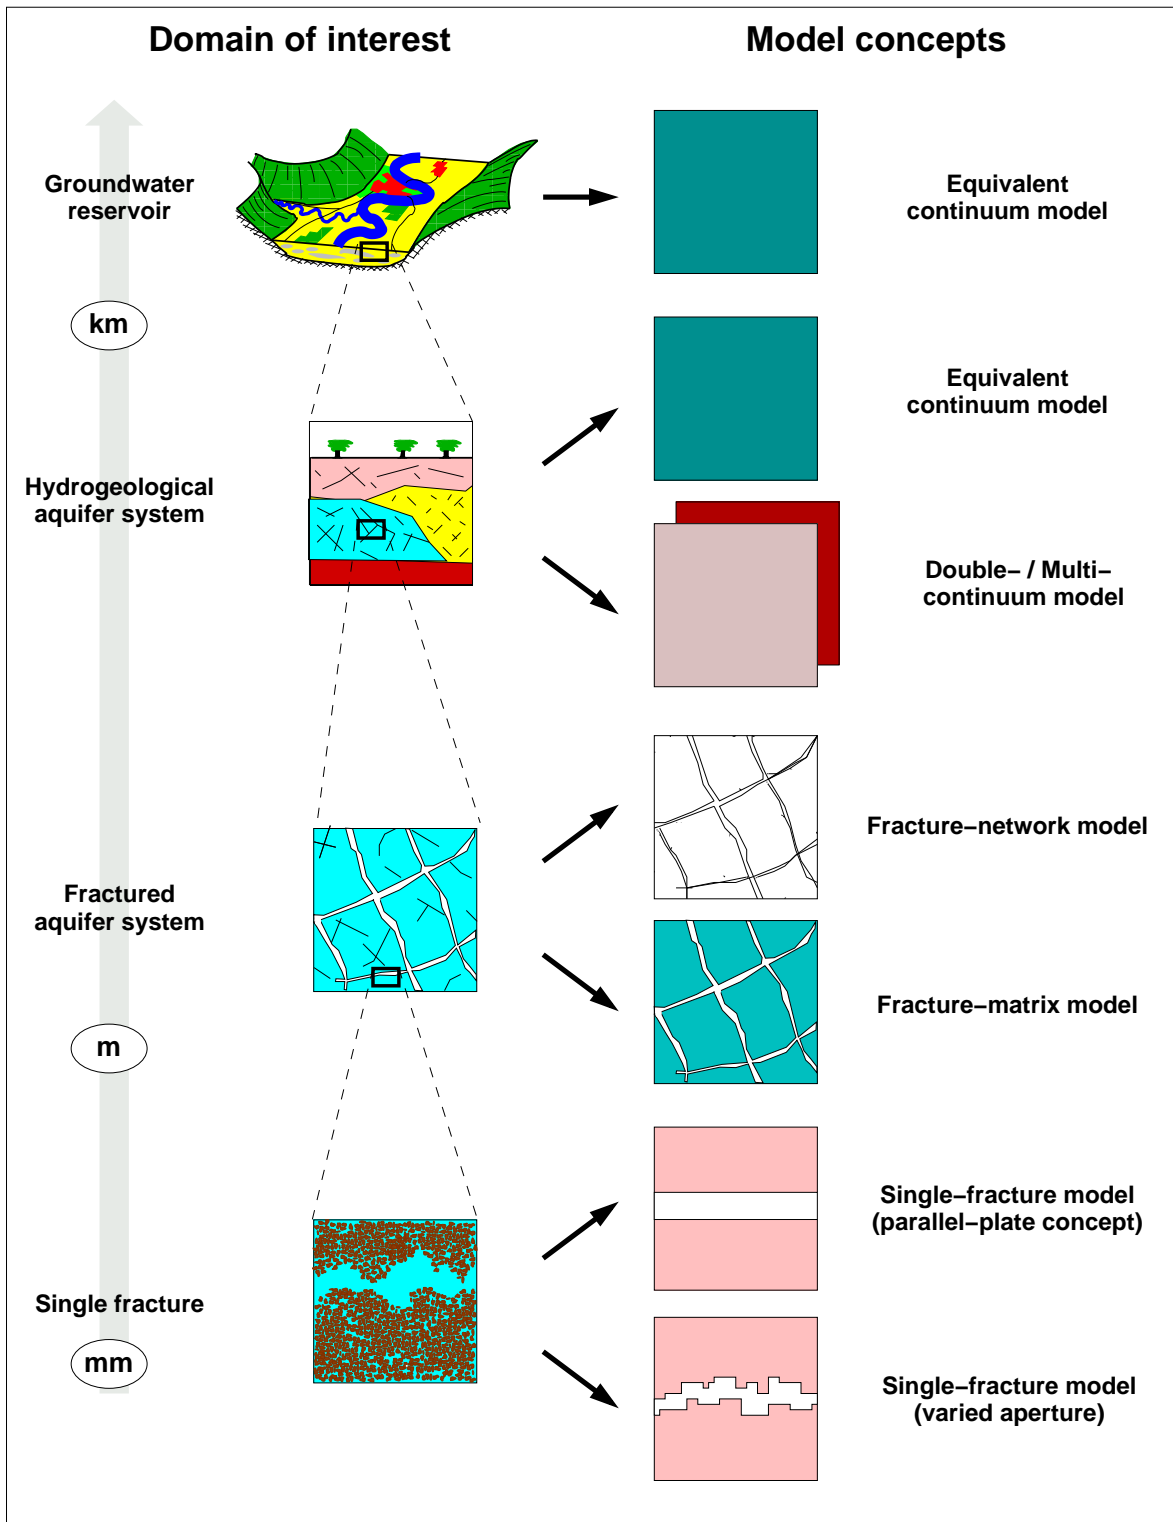 Domain of interest
Model concepts
Groundwater
reservoir
Equivalent
continuum model
km
Equivalent
continuum model
Hydrogeological
aquifer system
Double− / Multi−
continuum model
Fracture−network model
Fractured
aquifer system
Fracture−matrix model
m
Single−fracture model
(parallel−plate concept)
Single fracture
mm
Single−fracture model
(varied aperture)